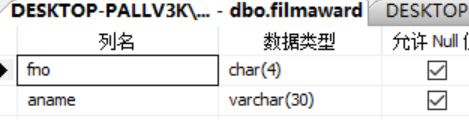 DESKTOP-PALLV3K\... - dbo.filmaward DESKTOP
列名 数据类型 允许 Null
fno char(4)
aname varchar(30)